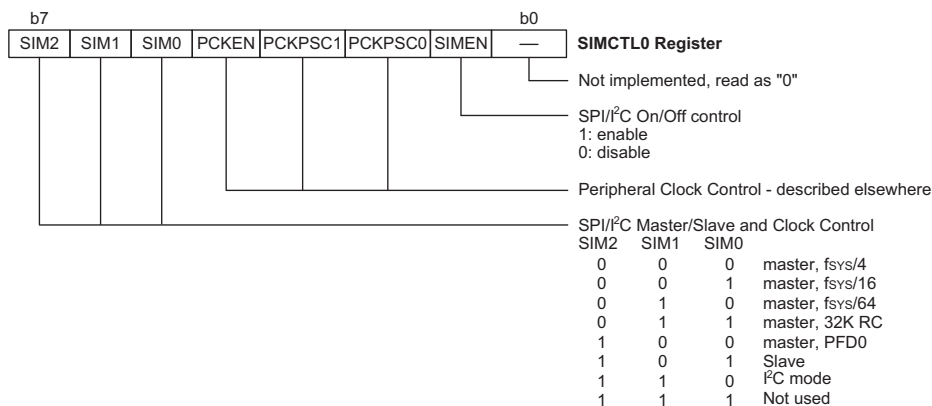 b7 b0
SIM2 SIM1 SIM0 PCKEN PCKPSC1 PCKPSC0 SIMEN — SIMCTL0 Register
Not implemented, read as "0"
SPI/I²C On/Off control
1: enable
0: disable
Peripheral Clock Control - described elsewhere
SPI/I²C Master/Slave and Clock Control
SIM2 SIM1 SIM0
0 0 0 master, fSYS/4
0 0 1 master, fSYS/16
0 1 0 master, fSYS/64
0 1 1 master, 32K RC
1 0 0 master, PFD0
1 0 1 Slave
1 1 0 I²C mode
1 1 1 Not used